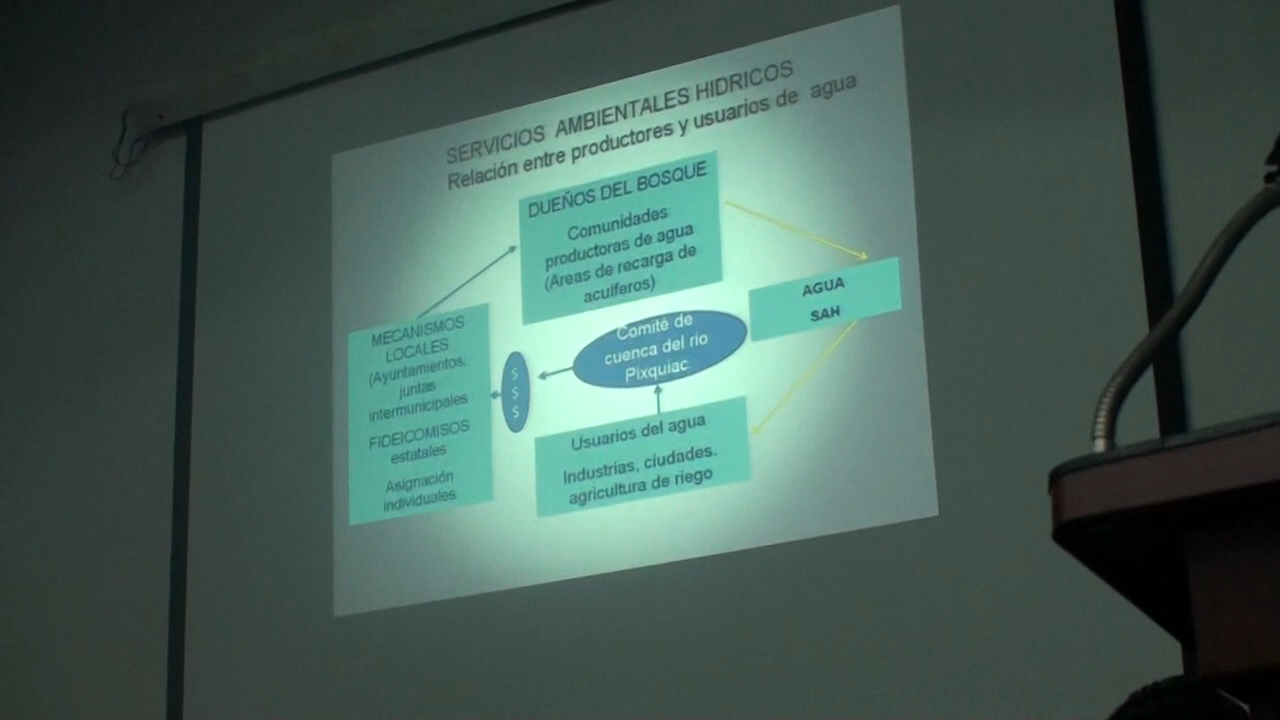 SERVICIOS AMBIENTALES HIDRICOS
Relación entre productores y usuarios de agua
DUEÑOS DEL BOSQUE
Comunidades
productoras de agua
(Areas de recarga de
acuiferos)
AGUA
SAH
Comité de
cuenca del río
Pixquiac
$
$
$
MECANISMOS
LOCALES
(Ayuntamientos,
juntas
intermunicipales
FIDEICOMISOS
estatales
Asignación
individuales
Usuarios del agua
Industrias, ciudades.
agricultura de riego